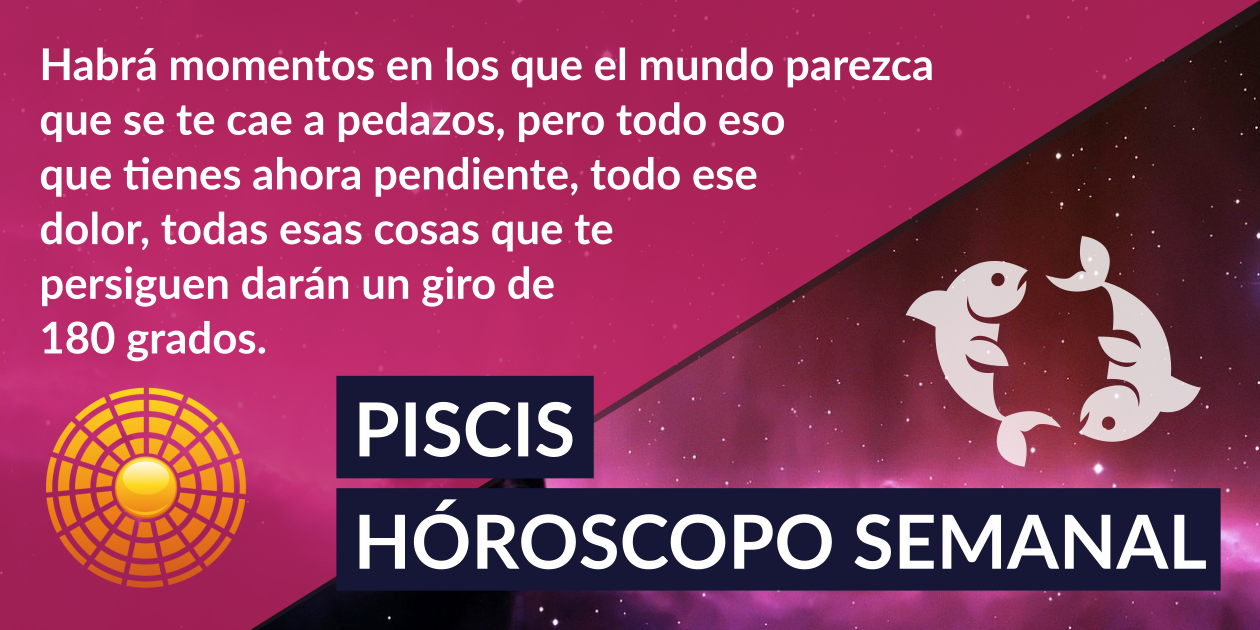 Habrá momentos en los que el mundo parezca
que se te cae a pedazos, pero todo eso
que tienes ahora pendiente, todo ese
dolor, todas esas cosas que te
persiguen darán un giro de
180 grados.
PISCIS
HÓROSCOPO SEMANAL